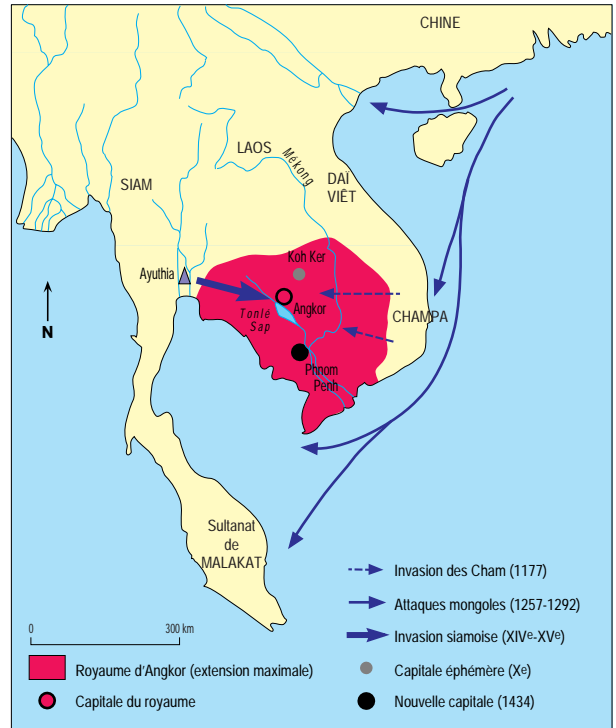 CHINE
LAOS
Mékong
DAÏ
VIÊT
SIAM
Ayuthia
Koh Ker
Angkor
Tonlé
Sap
CHAMPA
Phnom
Penh
N
Sultanat
de
MALAKAT
0
300 km
Invasion des Cham (1177)
Attaques mongoles (1257-1292)
Invasion siamoise (XIVe-XVe)
Royaume d'Angkor (extension maximale)
Capitale éphémère (Xe)
Capitale du royaume
Nouvelle capitale (1434)